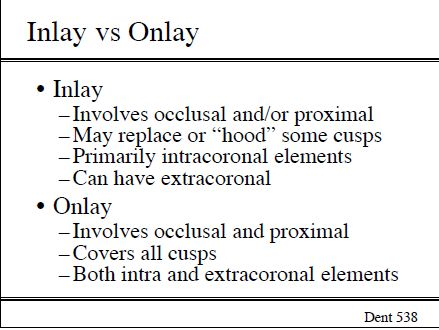 Inlay vs Onlay
• Inlay
–Involves occlusal and/or proximal
–May replace or “hood” some cusps
–Primarily intracoronal elements
–Can have extracoronal
• Onlay
–Involves occlusal and proximal
–Covers all cusps
–Both intra and extracoronal elements
Dent 538